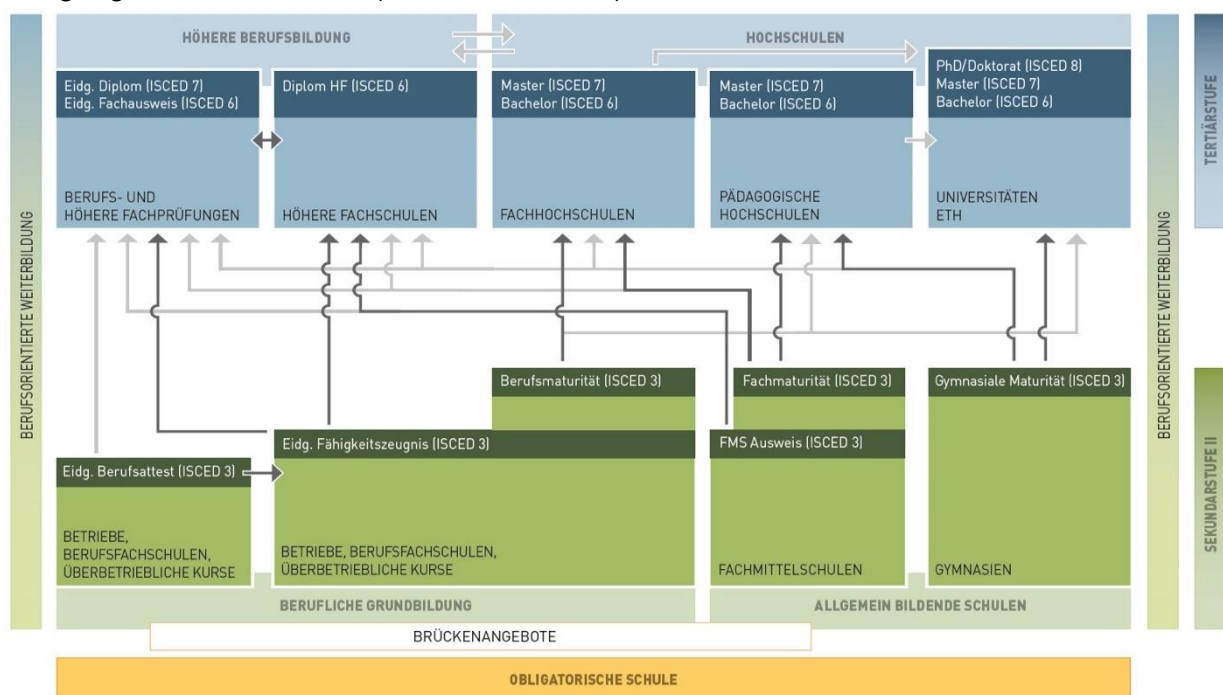 HÖHERE BERUFSBILDUNG
HOCHSCHULEN
Eidg. Diplom (ISCED 7)
Eidg. Fachausweis (ISCED 6)
BERUFS- UND
HÖHERE FACHPRÜFUNGEN
Diplom HF (ISCED 6)
HÖHERE FACHSCHULEN
Master (ISCED 7)
Bachelor (ISCED 6)
FACHHOCHSCHULEN
Master (ISCED 7)
Bachelor (ISCED 6)
PÄDAGOGISCHE
HOCHSCHULEN
PhD/Doktorat (ISCED 8)
Master (ISCED 7)
Bachelor (ISCED 6)
UNIVERSITÄTEN
ETH
BERUFSORIENTIERTE WEITERBILDUNG
BERUFSORIENTIERTE WEITERBILDUNG
TERTIÄRSTUFE
SEKUNDARSTUFE II
Berufsmaturität (ISCED 3)
Fachmaturität (ISCED 3)
Gymnasiale Maturität (ISCED 3)
Eidg. Fähigkeitszeugnis (ISCED 3)
FMS Ausweis (ISCED 3)
Eidg. Berufsattest (ISCED 3)
BETRIEBE,
BERUFSFACHSCHULEN,
ÜBERBETRIEBLICHE KURSE
BETRIEBE, BERUFSFACHSCHULEN,
ÜBERBETRIEBLICHE KURSE
FACHMITTELSCHULEN
GYMNASIEN
BERUFLICHE GRUNDBILDUNG
ALLGEMEIN BILDENDE SCHULEN
BRÜCKENANGEBOTE
OBLIGATORISCHE SCHULE